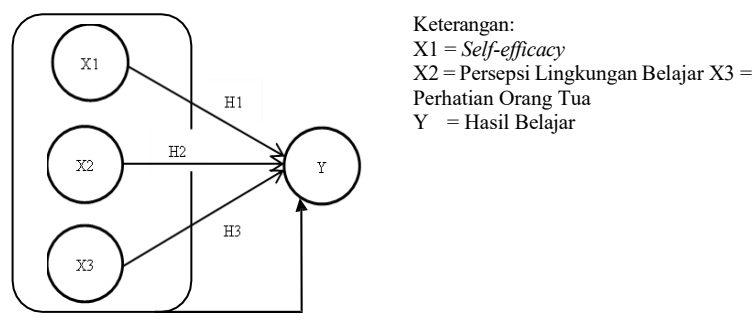 X1
H1
H2
X2
Y
H3
X3
Keterangan:
X1 = Self-efficacy
X2 = Persepsi Lingkungan Belajar X3 =
Perhatian Orang Tua
Y = Hasil Belajar